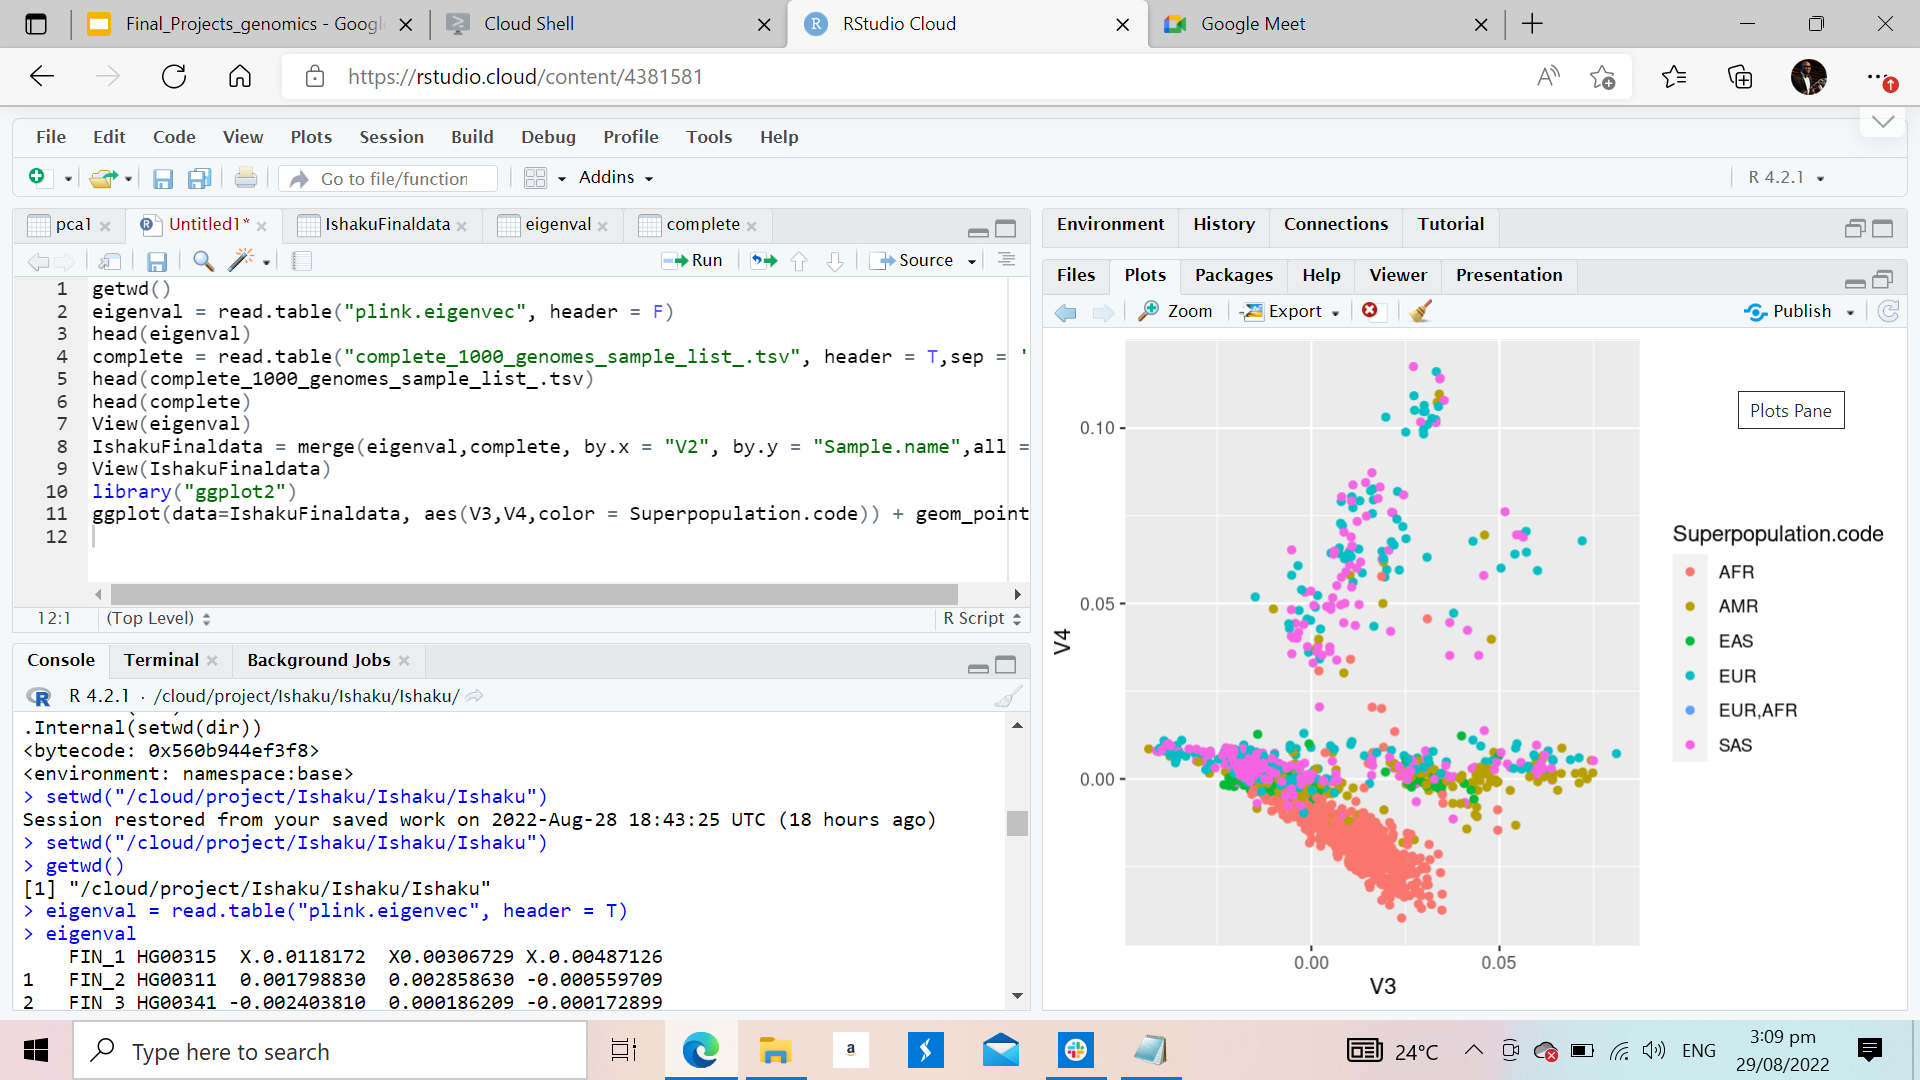 Final_Projects_genomics - Googl
Cloud Shell
RStudio Cloud
Google Meet
https://rstudio.cloud/content/4381581
File Edit Code View Plots Session Build Debug Profile Tools Help
Go to file/function
Addins
R 4.2.1
pca1
Untitled1*
IshakuFinaldata
eigenval
complete
Run
Source
1 getwd()
2 eigenval = read.table("plink.eigenvec", header = F)
3 head(eigenval)
4 complete = read.table("complete_1000_genomes_sample_list_.tsv", header = T,sep = '
5 head(complete_1000_genomes_sample_list_.tsv)
6 head(complete)
7 View(eigenval)
8 IshakuFinaldata = merge(eigenval,complete, by.x = "V2", by.y = "Sample.name",all =
9 View(IshakuFinaldata)
10 library("ggplot2")
11 ggplot(data=IshakuFinaldata, aes(V3,V4,color = Superpopulation.code)) + geom_point
12
12:1 (Top Level)
R Script
Console Terminal Background Jobs
R 4.2.1 · /cloud/project/Ishaku/Ishaku/Ishaku/
.Internal(setwd(dir))
<bytecode: 0x560b944ef3f8>
<environment: namespace:base>
> setwd("/cloud/project/Ishaku/Ishaku/Ishaku")
Session restored from your saved work on 2022-Aug-28 18:43:25 UTC (18 hours ago)
> setwd("/cloud/project/Ishaku/Ishaku/Ishaku")
> getwd()
[1] "/cloud/project/Ishaku/Ishaku/Ishaku"
> eigenval = read.table("plink.eigenvec", header = T)
> eigenval
FIN_1 HG00315 X.0.0118172 X0.00306729 X.0.00487126
1 FIN_2 HG00311 0.001798830 0.002858630 -0.000559709
2 FIN_3 HG00341 -0.002403810 0.000186209 -0.000172899
Environment History Connections Tutorial
Files Plots Packages Help Viewer Presentation
Zoom Export Publish
Plots Pane
0.10
0.05
0.00
V4
0.00
0.05
V3
Superpopulation.code
AFR
AMR
EAS
EUR
EUR,AFR
SAS
Type here to search
a
24°C
ENG
3:09 pm
29/08/2022